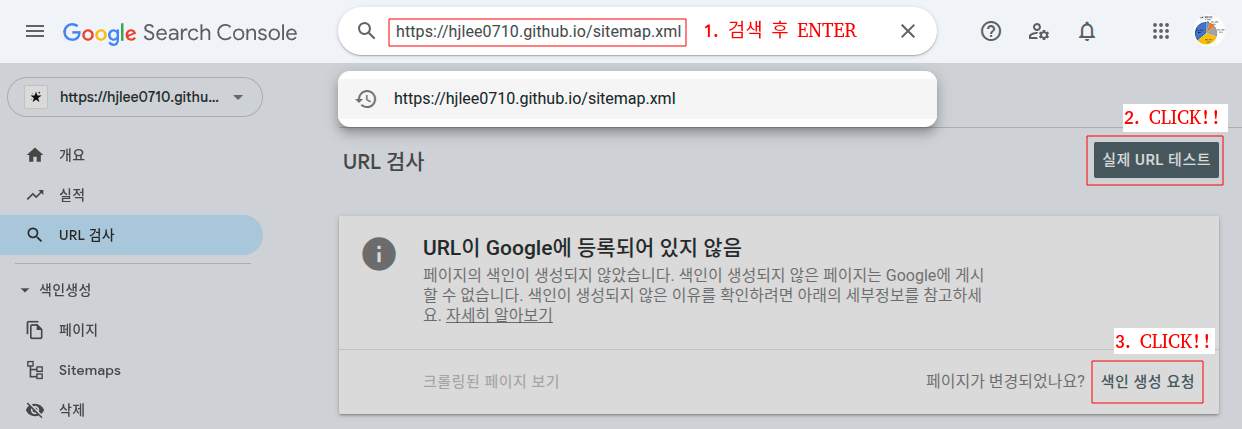 Google Search Console
https://hjlee0710.github.io/sitemap.xml
1. 검색 후 ENTER
https://hjlee0710.githu...
https://hjlee0710.github.io/sitemap.xml
2. CLICK!!
개요
실적
URL 검사
색인생성
페이지
Sitemaps
삭제
URL 검사
실제 URL 테스트
URL이 Google에 등록되어 있지 않음
페이지의 색인이 생성되지 않았습니다. 색인이 생성되지 않은 페이지는 Google에 게시
할 수 없습니다. 색인이 생성되지 않은 이유를 확인하려면 아래의 세부정보를 참고하세
요. 자세히 알아보기
3. CLICK!!
크롤링된 페이지 보기
페이지가 변경되었나요? 색인 생성 요청